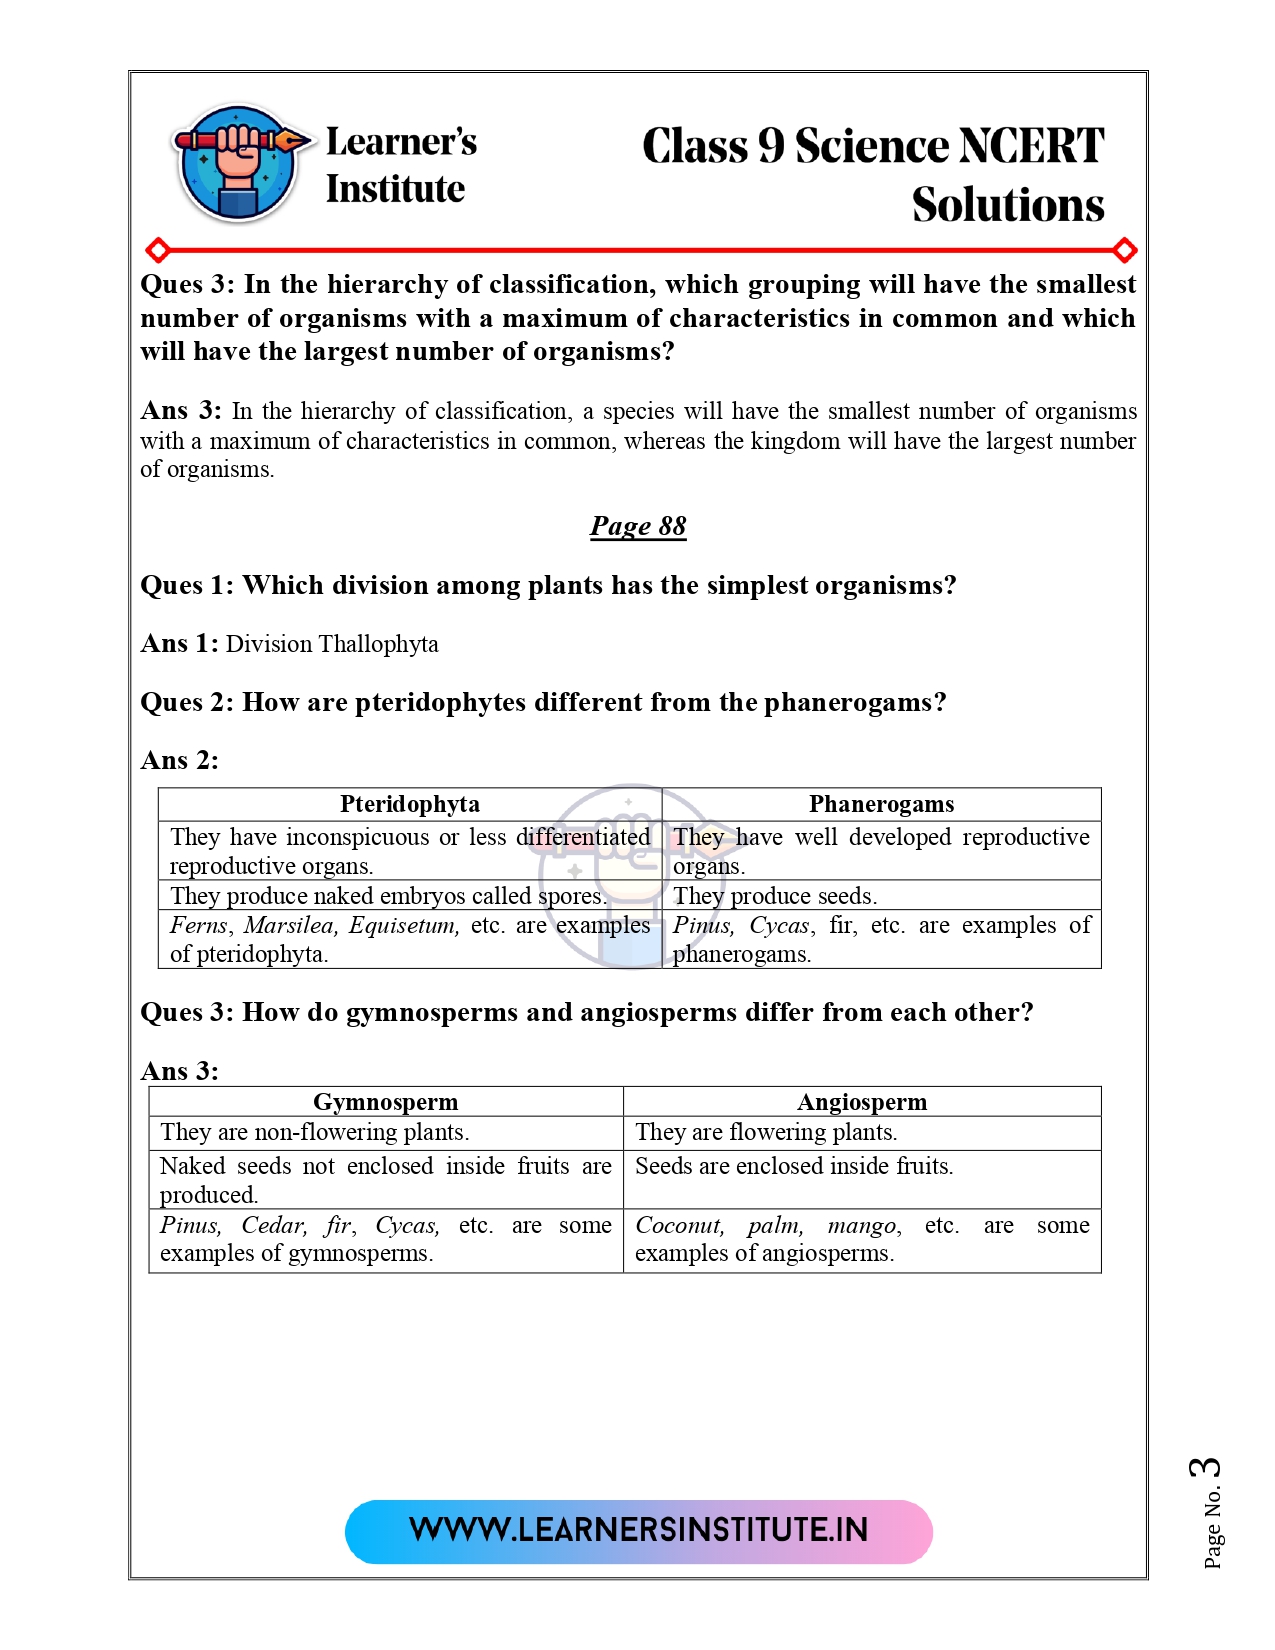 Learner's
Institute
Class 9 Science NCERT
Solutions
Ques 3: In the hierarchy of classification, which grouping will have the smallest
number of organisms with a maximum of characteristics in common and which
will have the largest number of organisms?
Ans 3: In the hierarchy of classification, a species will have the smallest number of organisms
with a maximum of characteristics in common, whereas the kingdom will have the largest number
of organisms.
Page 88
Ques 1: Which division among plants has the simplest organisms?
Ans 1: Division Thallophyta
Ques 2: How are pteridophytes different from the phanerogams?
Ans 2:
Pteridophyta
Phanerogams
They have inconspicuous or less differentiated
reproductive organs.
They have well developed reproductive
organs.
They produce naked embryos called spores.
They produce seeds.
Ferns, Marsilea, Equisetum, etc. are examples
of pteridophyta.
Pinus, Cycas, fir, etc. are examples of
phanerogams.
Ques 3: How do gymnosperms and angiosperms differ from each other?
Ans 3:
Gymnosperm
Angiosperm
They are non-flowering plants.
They are flowering plants.
Naked seeds not enclosed inside fruits are
produced.
Seeds are enclosed inside fruits.
Pinus, Cedar, fir, Cycas, etc. are some
examples of gymnosperms.
Coconut, palm, mango, etc. are some
examples of angiosperms.
WWW.LEARNERSINSTITUTE.IN
Page No. 3